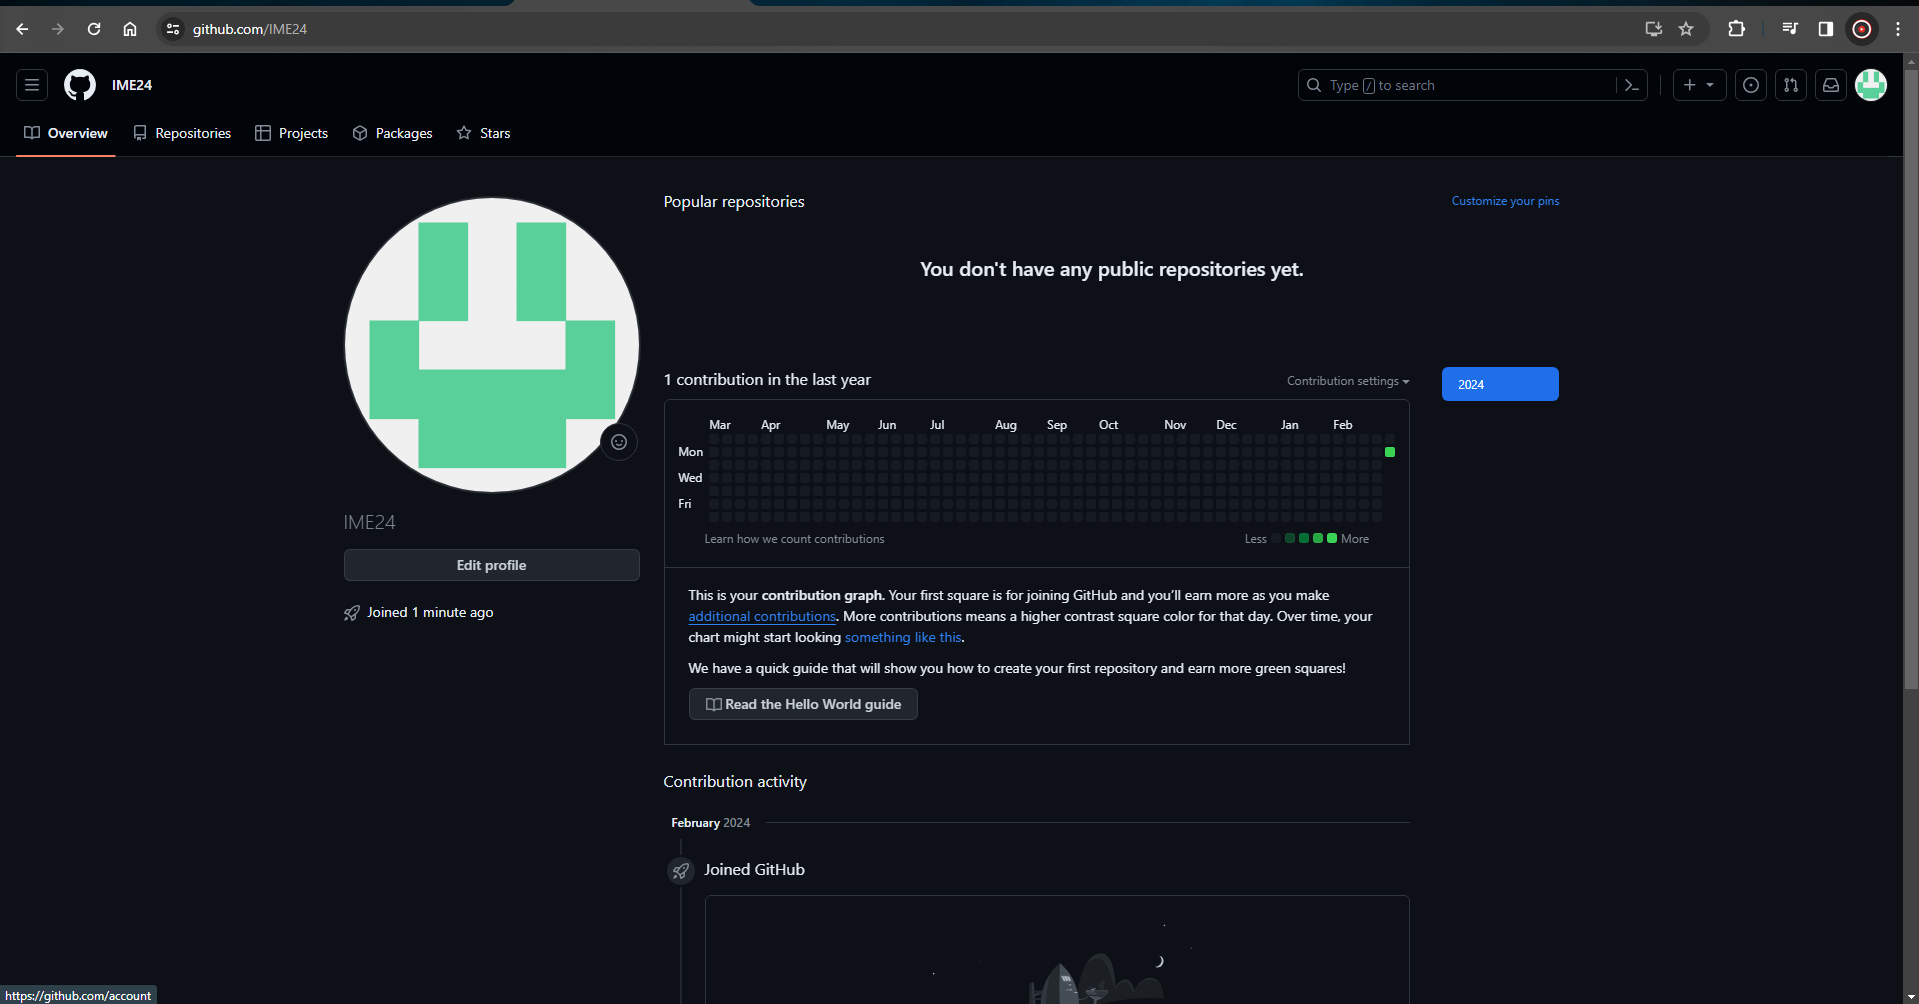 github.com/IME24
IME24
Type / to search
Overview
Repositories
Projects
Packages
Stars
Popular repositories
Customize your pins
You don't have any public repositories yet.
1 contribution in the last year
Contribution settings
2024
Mar Apr May Jun Jul Aug Sep Oct Nov Dec Jan Feb
Mon
Wed
Fri
Learn how we count contributions
Less More
IME24
Edit profile
Joined 1 minute ago
This is your contribution graph. Your first square is for joining GitHub and you’ll earn more as you make
additional contributions. More contributions means a higher contrast square color for that day. Over time, your
chart might start looking something like this.
We have a quick guide that will show you how to create your first repository and earn more green squares!
Read the Hello World guide
Contribution activity
February 2024
Joined GitHub
https://github.com/account